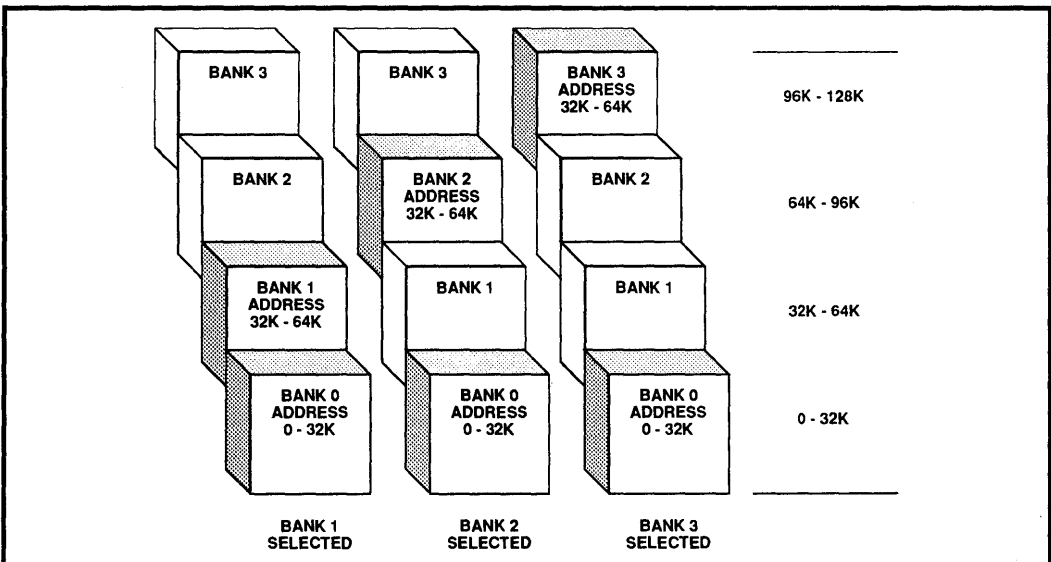 BANK 3
BANK 3
BANK 3
ADDRESS
32K - 64K
96K - 128K
BANK 2
BANK 2
ADDRESS
32K - 64K
BANK 2
64K - 96K
BANK 1
ADDRESS
32K - 64K
BANK 1
BANK 1
32K - 64K
BANK 0
ADDRESS
0 - 32K
BANK 0
ADDRESS
0 - 32K
BANK 0
ADDRESS
0 - 32K
0 - 32K
BANK 1
SELECTED
BANK 2
SELECTED
BANK 3
SELECTED